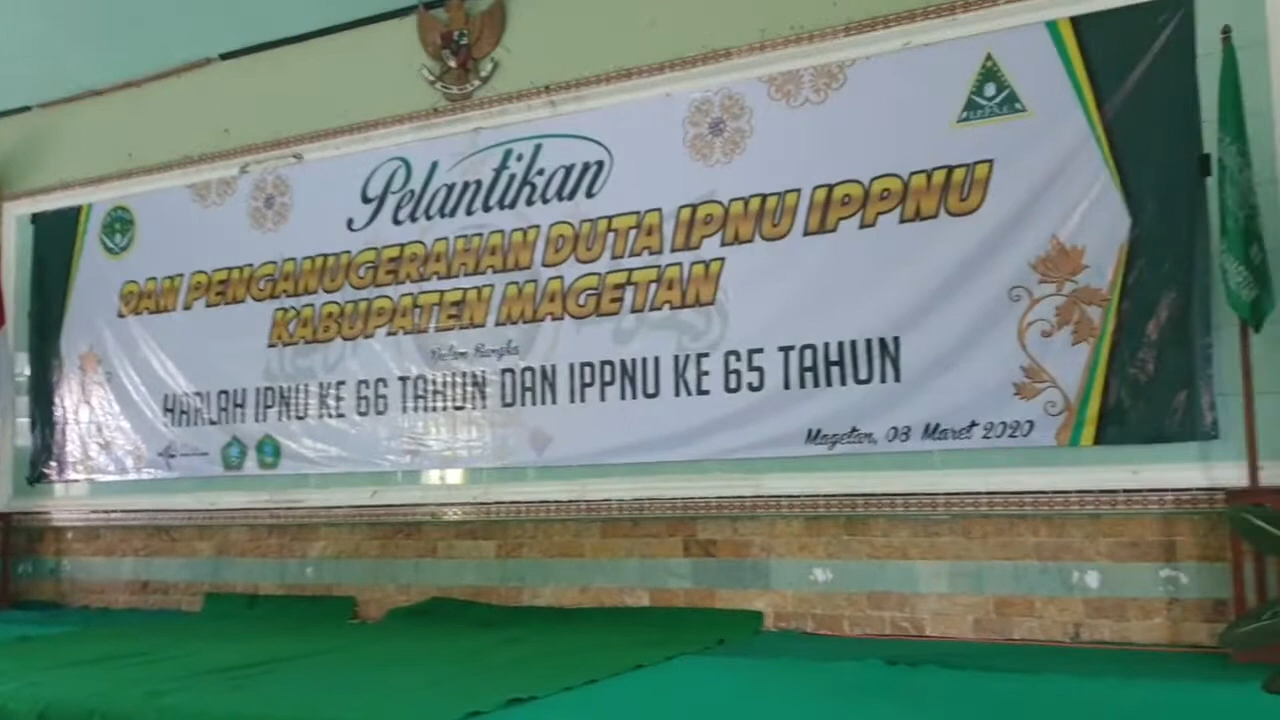 Pelantikan
DAN PENGANUGERAHAN DUTA IPNU IPPNU
KABUPATEN MAGETAN
Dalam Rangka
HARLAH IPNU KE 66 TAHUN DAN IPPNU KE 65 TAHUN
Magetan, 08 Maret 2020